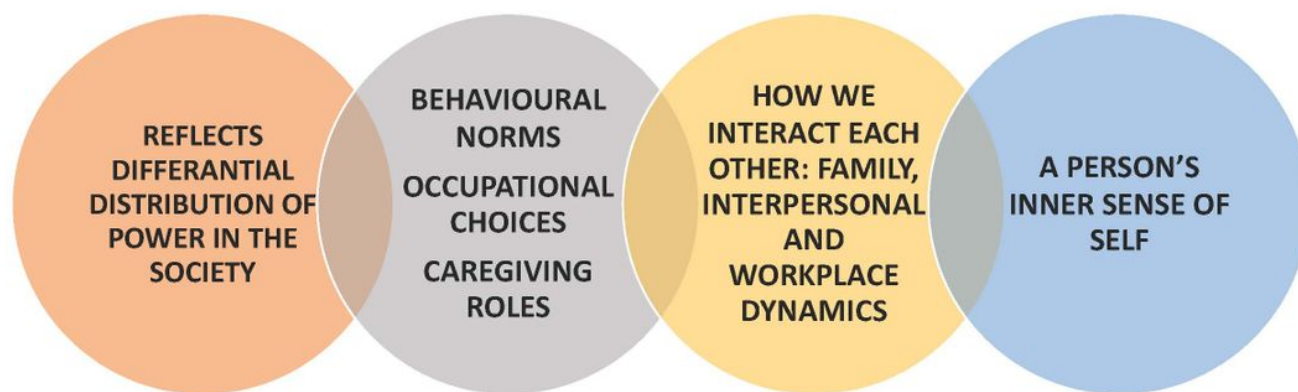 REFLECTS
DIFFERANTIAL
DISTRIBUTION OF
POWER IN THE
SOCIETY
BEHAVIOURAL
NORMS
OCCUPATIONAL
CHOICES
CAREGIVING
ROLES
HOW WE
INTERACT EACH
OTHER: FAMILY,
INTERPERSONAL
AND
WORKPLACE
DYNAMICS
A PERSON’S
INNER SENSE OF
SELF